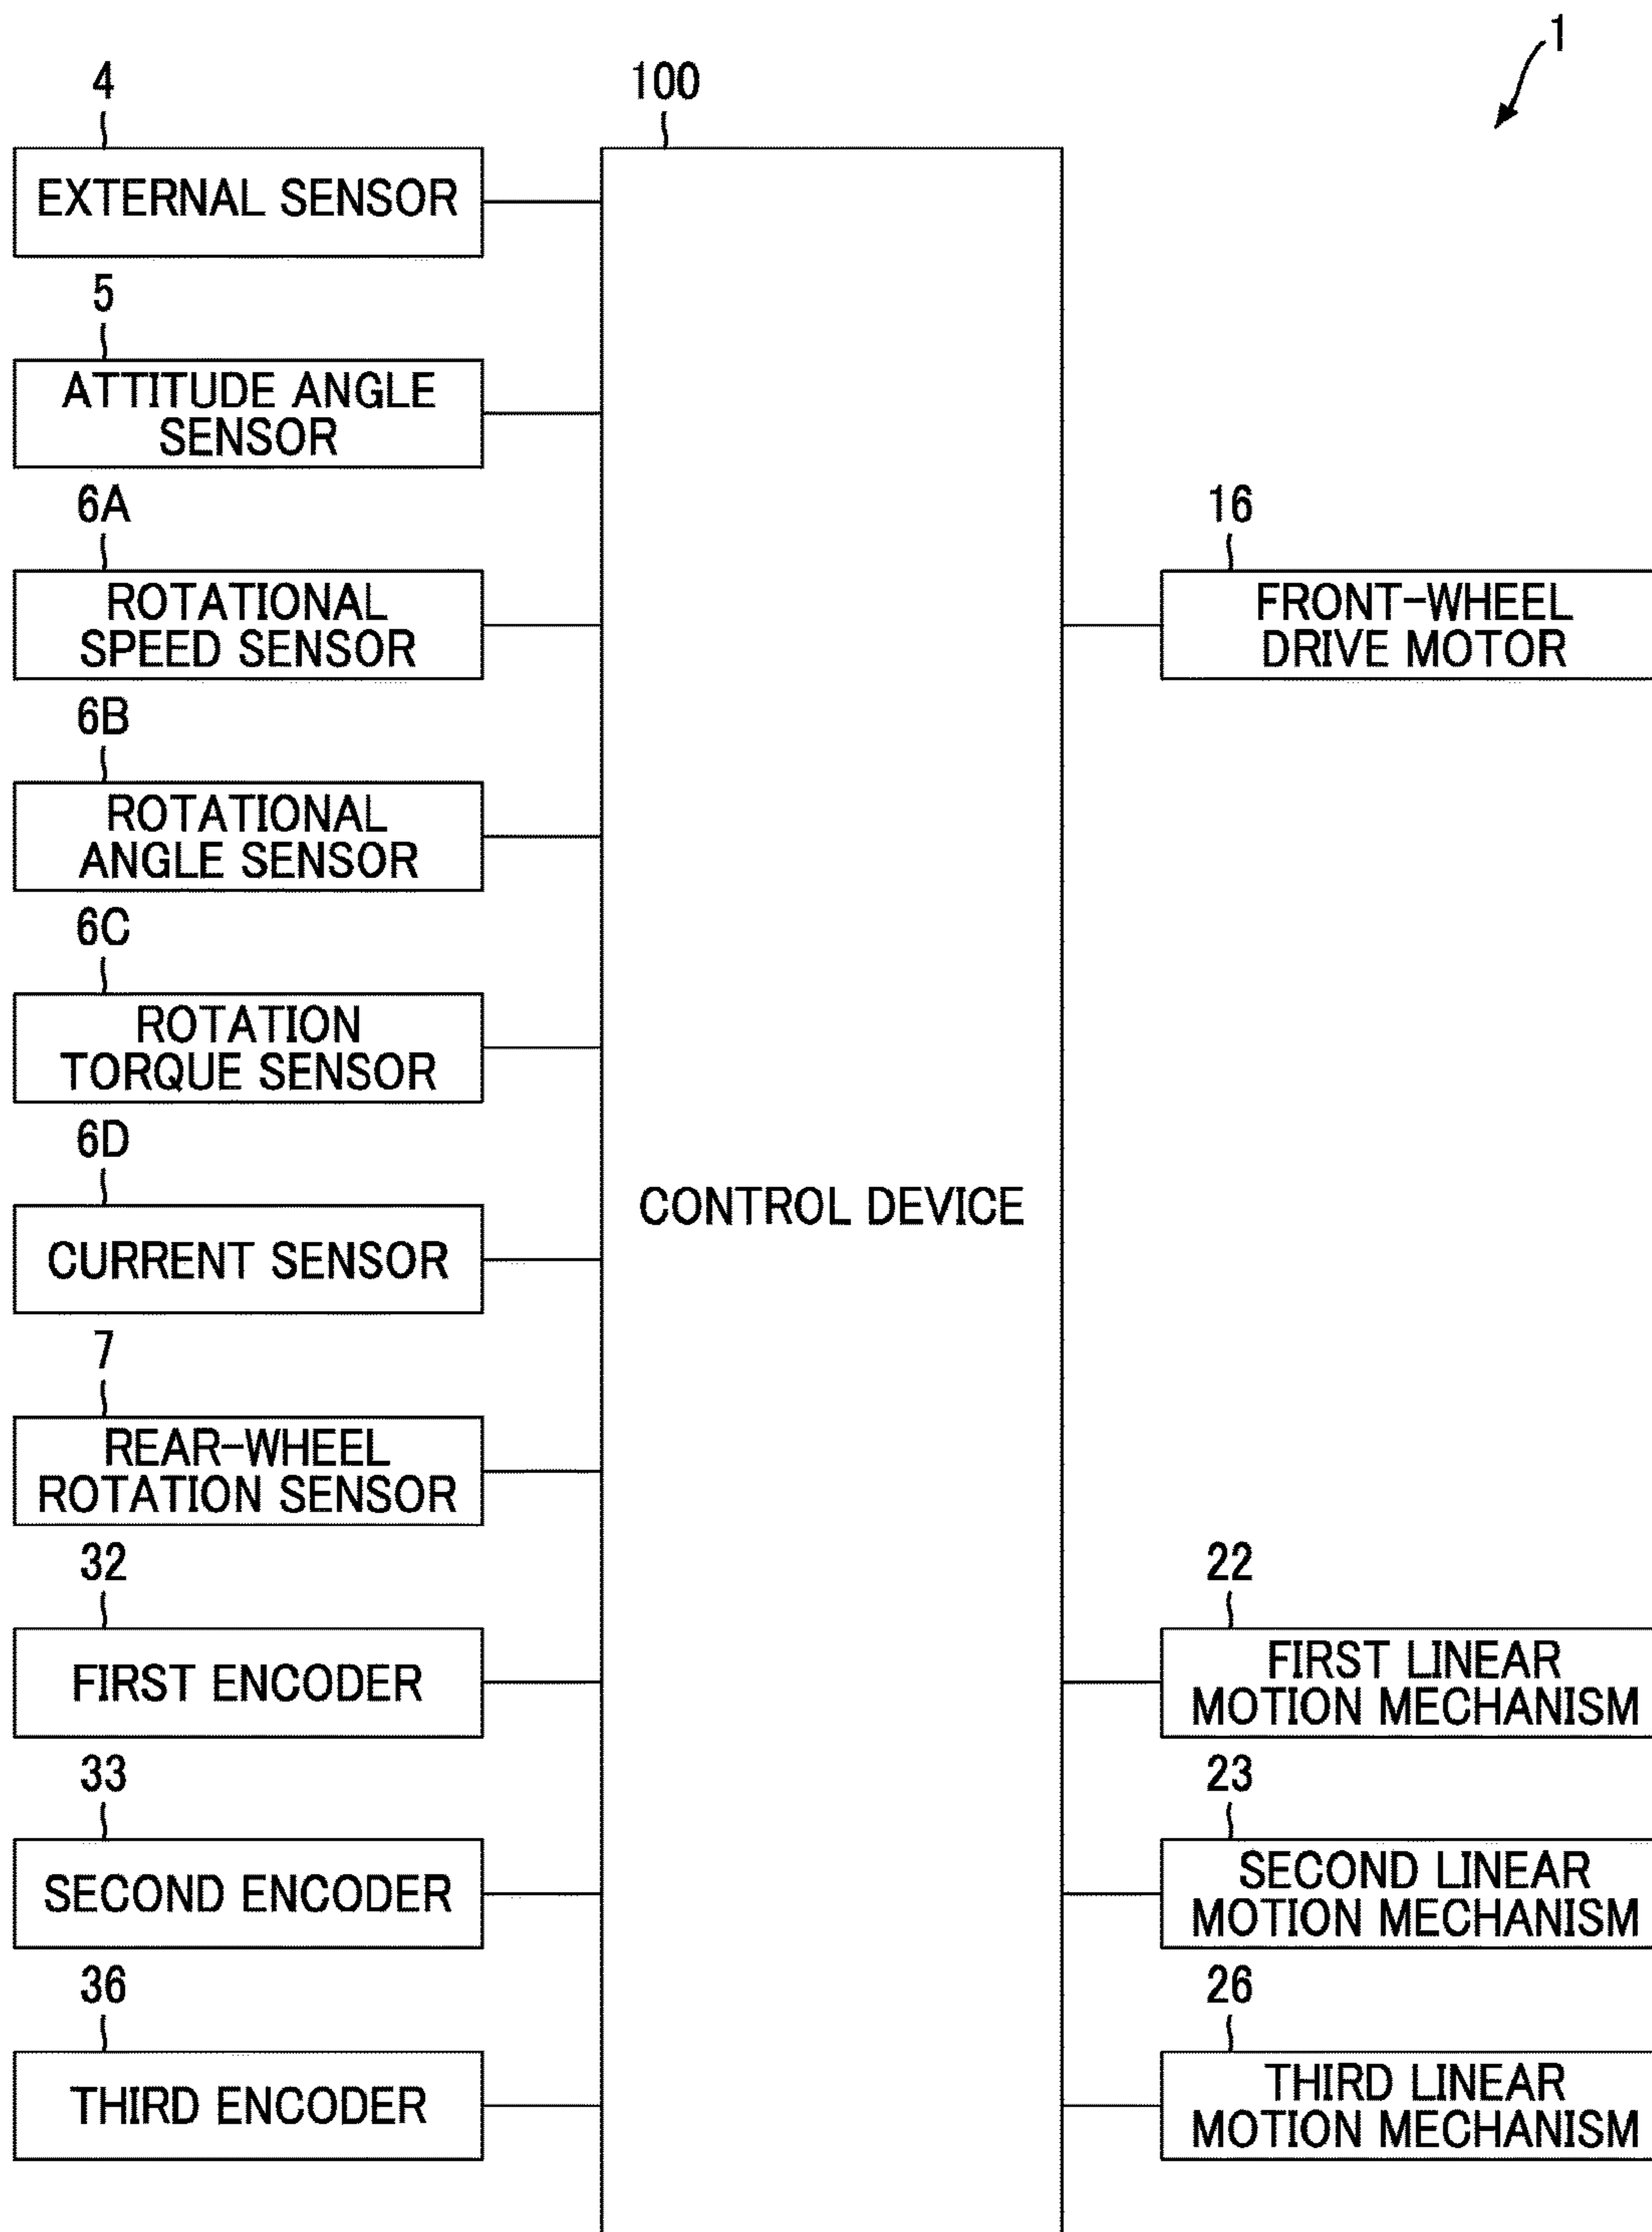 1
4
EXTERNAL SENSOR
5
ATTITUDE ANGLE
SENSOR
6A
ROTATIONAL
SPEED SENSOR
6B
ROTATIONAL
ANGLE SENSOR
6C
ROTATION
TORQUE SENSOR
6D
CURRENT SENSOR
7
REAR-WHEEL
ROTATION SENSOR
32
FIRST ENCODER
33
SECOND ENCODER
36
THIRD ENCODER
100
CONTROL DEVICE
16
FRONT-WHEEL
DRIVE MOTOR
22
FIRST LINEAR
MOTION MECHANISM
23
SECOND LINEAR
MOTION MECHANISM
26
THIRD LINEAR
MOTION MECHANISM